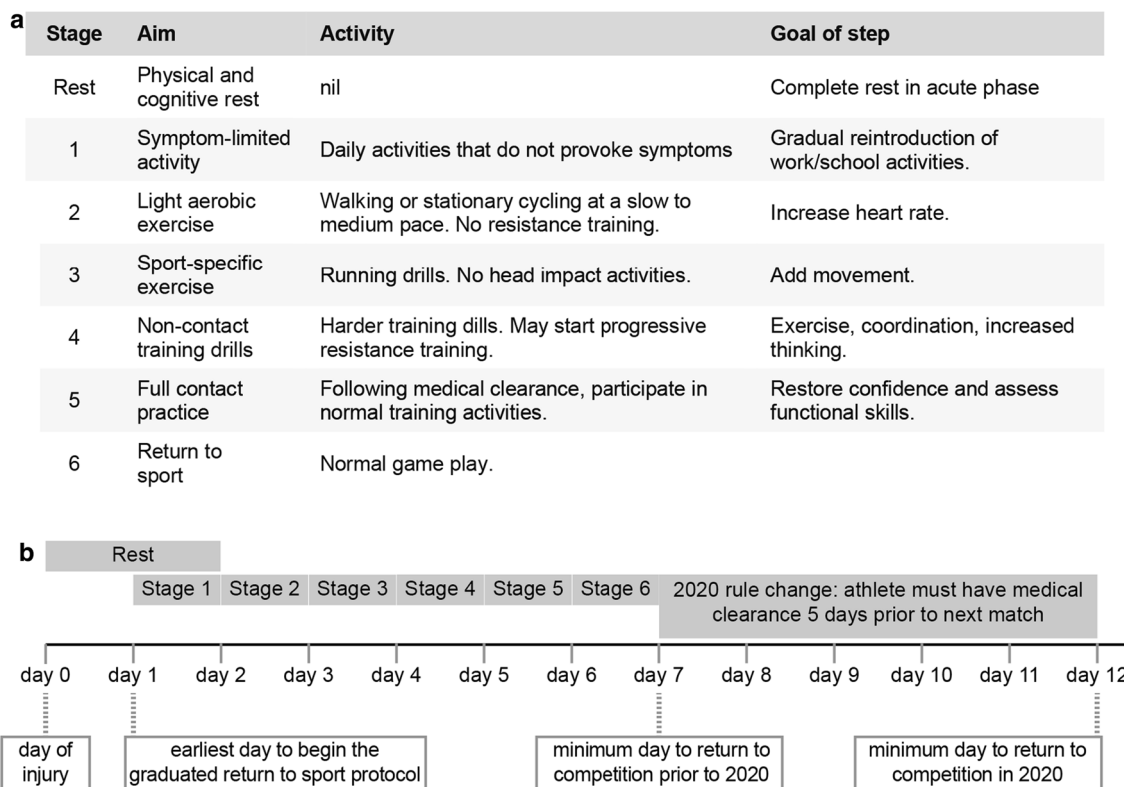 a
Stage Aim Activity Goal of step
Rest
Physical and
cognitive rest
nil
Complete rest in acute phase
1
Symptom-limited
activity
Daily activities that do not provoke symptoms
Gradual reintroduction of
work/school activities.
2
Light aerobic
exercise
Walking or stationary cycling at a slow to
medium pace. No resistance training.
Increase heart rate.
3
Sport-specific
exercise
Running drills. No head impact activities.
Add movement.
4
Non-contact
training drills
Harder training dills. May start progressive
resistance training.
Exercise, coordination, increased
thinking.
5
Full contact
practice
Following medical clearance, participate in
normal training activities.
Restore confidence and assess
functional skills.
6
Return to
sport
Normal game play.
b
Rest
Stage 1 Stage 2 Stage 3 Stage 4 Stage 5 Stage 6
2020 rule change: athlete must have medical
clearance 5 days prior to next match
day 0 day 1 day 2 day 3 day 4 day 5 day 6 day 7 day 8 day 9 day 10 day 11 day 12
day of
injury
earliest day to begin the
graduated return to sport protocol
minimum day to return to
competition prior to 2020
minimum day to return to
competition in 2020